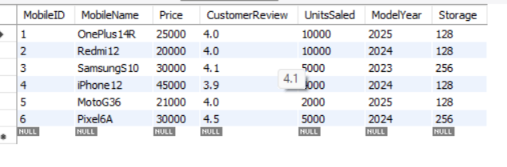 MobileID MobileName Price CustomerReview UnitsSaled ModelYear Storage
1 OnePlus14R 25000 4.0 10000 2025 128
2 Redmi12 20000 4.0 10000 2024 128
3 SamsungS10 30000 4.1 5000 2023 256
4 iPhone12 45000 3.9 4.1 2024 128
5 MotoG36 21000 4.0 2000 2025 128
6 Pixel6A 30000 4.5 5000 2024 256
NULL NULL NULL NULL NULL NULL NULL